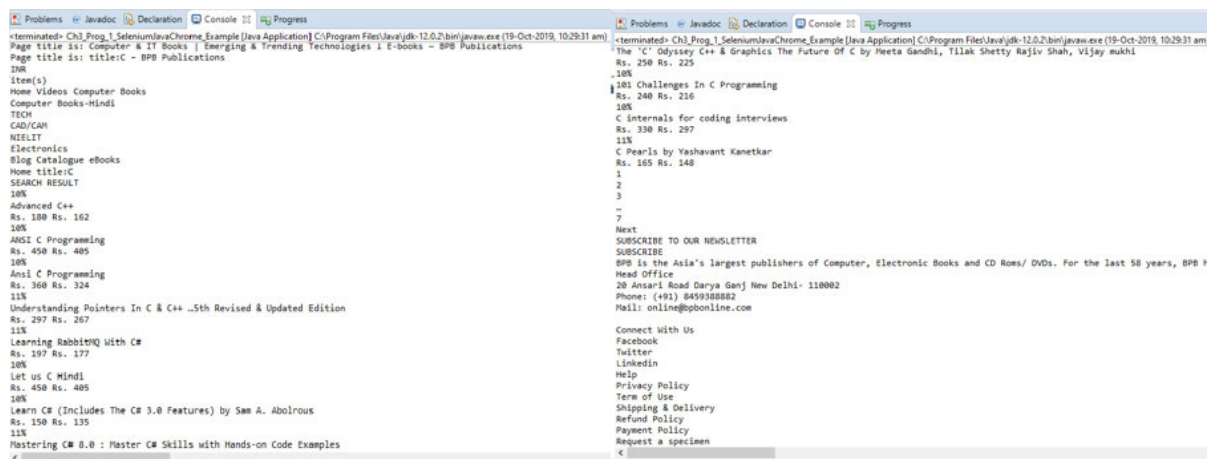 Problems @ Javadoc Declaration Console Progress
<terminated> Ch3_Prog_1_SeleniumJavaChrome_Example [Java Application] C:\Program Files\Java\jdk-12.0.2\bin\javaw.exe (19-Oct-2019, 10:29:31 am)
Page title is: Computer & IT Books | Emerging & Trending Technologies i E-books – BPB Publications
Page title is: title:C – BPB Publications
INR
item(s)
Home Videos Computer Books
Computer Books-Hindi
TECH
CAD/CAM
NIELIT
Electronics
Blog Catalogue eBooks
Home title:C
SEARCH RESULT
10%
Advanced C++
Rs. 180 Rs. 162
10%
ANSI C Programming
Rs. 450 Rs. 405
10%
Ansi C Programming
Rs. 360 Rs. 324
11%
Understanding Pointers In C & C++ …5th Revised & Updated Edition
Rs. 297 Rs. 267
11%
Learning RabbitMQ With C#
Rs. 197 Rs. 177
10%
Let us C Hindi
Rs. 450 Rs. 405
10%
Learn C# (Includes The C# 3.0 Features) by Sam A. Abolrous
Rs. 150 Rs. 135
11%
Mastering C# 8.0 : Master C# Skills with Hands-on Code Examples
Problems @ Javadoc Declaration Console Progress
<terminated> Ch3_Prog_1_SeleniumJavaChrome_Example [Java Application] C:\Program Files\Java\jdk-12.0.2\bin\javaw.exe (19-Oct-2019, 10:29:31 am)
The 'C' Odyssey C++ & Graphics The Future Of C by Meeta Gandhi, Tilak Shetty Rajiv Shah, Vijay mukhi
Rs. 250 Rs. 225
10%
101 Challenges In C Programming
Rs. 240 Rs. 216
10%
C internals for coding interviews
Rs. 330 Rs. 297
11%
C Pearls by Yashavant Kanetkar
Rs. 165 Rs. 148
1
2
3
…
7
Next
SUBSCRIBE TO OUR NEWSLETTER
SUBSCRIBE
BPB is the Asia's largest publishers of Computer, Electronic Books and CD Roms/ DVDs. For the last 58 years, BPB h
Head Office
20 Ansari Road Darya Ganj New Delhi- 110002
Phone: (+91) 8459388882
Mail: online@bpbonline.com
Connect With Us
Facebook
Twitter
Linkedin
Help
Privacy Policy
Term of Use
Shipping & Delivery
Refund Policy
Payment Policy
Request a specimen